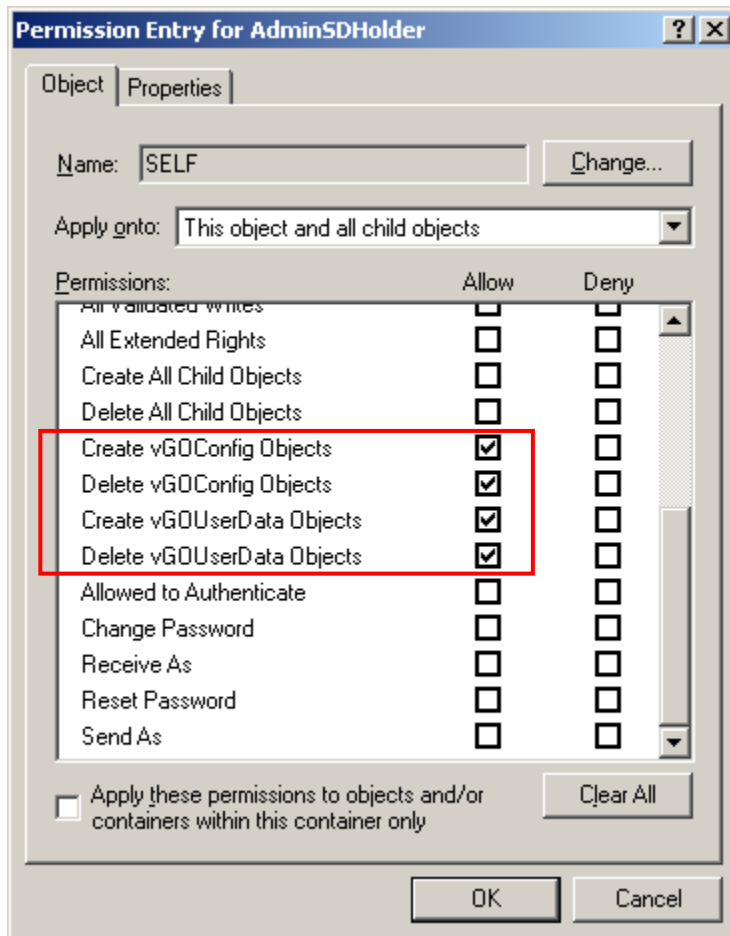 Permission Entry for AdminSDHolder
Object Properties
Name: SELF Change...
Apply onto: This object and all child objects
Permissions: Allow Deny
All Validated Writes
All Extended Rights
Create All Child Objects
Delete All Child Objects
Create vGOConfig Objects
Delete vGOConfig Objects
Create vGOUserData Objects
Delete vGOUserData Objects
Allowed to Authenticate
Change Password
Receive As
Reset Password
Send As
Apply these permissions to objects and/or
containers within this container only
Clear All
OK Cancel